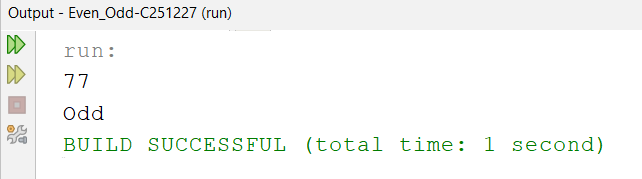 Output - Even_Odd-C251227 (run)
run:
77
Odd
BUILD SUCCESSFUL (total time: 1 second)